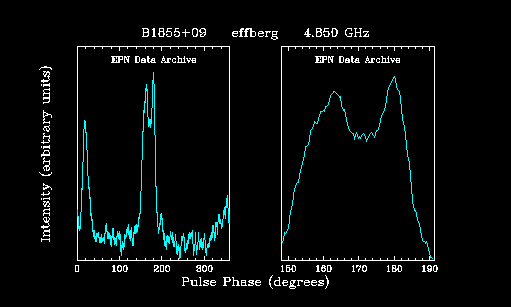 B1855+09 effberg 4.850 GHz
EPN Data Archive EPN Data Archive
Intensity (arbitrary units)
0 100 200 300 150 160 170 180 190
Pulse Phase (degrees)